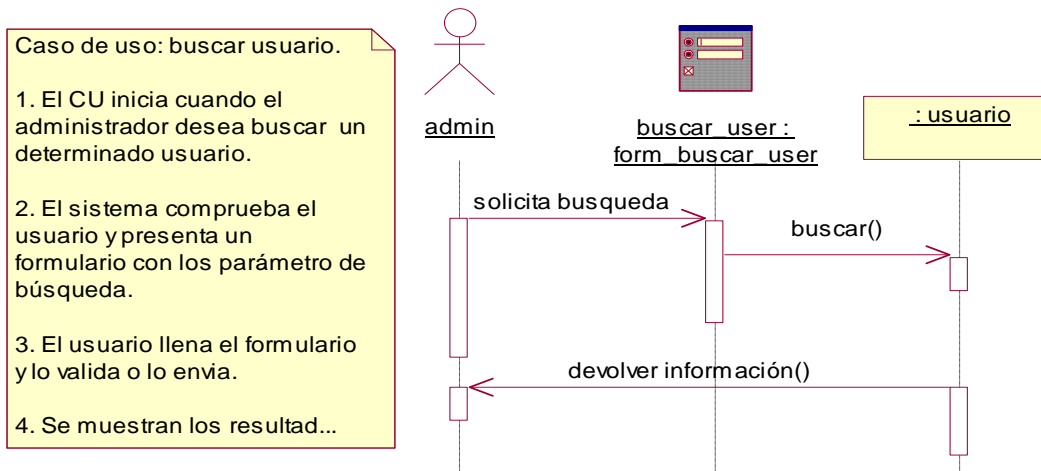 Caso de uso: buscar usuario.
1. El CU inicia cuando el
administrador desea buscar un
determinado usuario.
2. El sistema comprueba el
usuario y presenta un
formulario con los parámetro de
búsqueda.
3. El usuario llena el formulario
y lo valida o lo envia.
4. Se muestran los resultad...
admin
buscar_user :
form_buscar_user
: usuario
solicita busqueda
buscar()
devolver información()